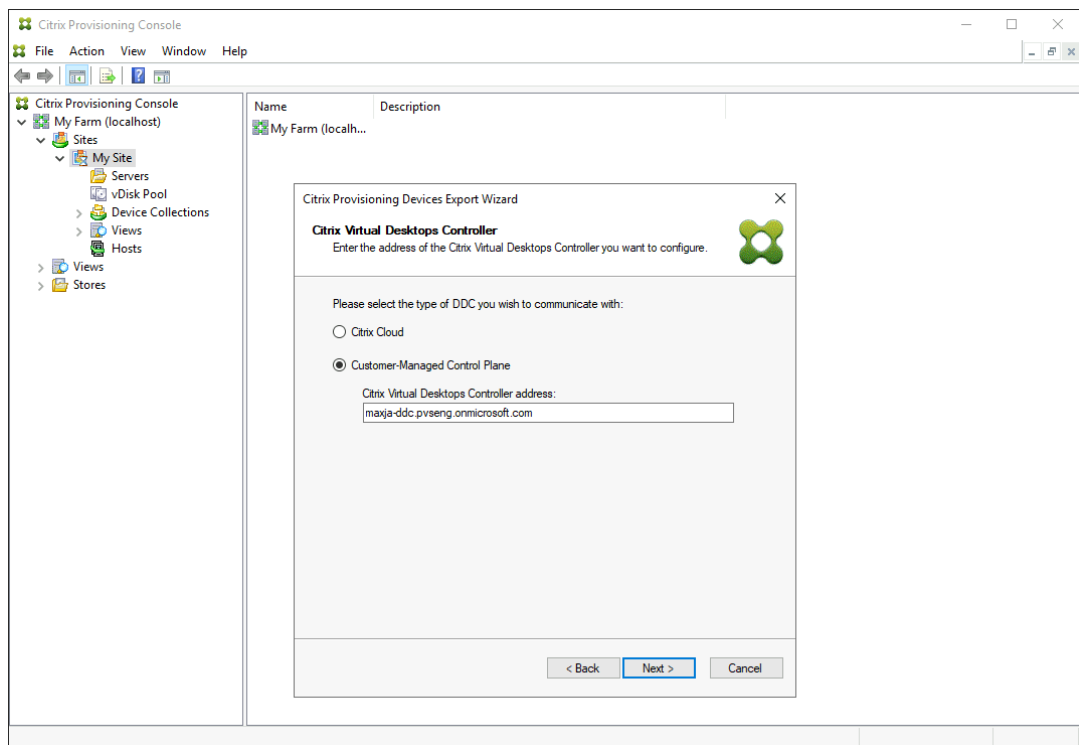 Citrix Provisioning Console
File Action View Window Help
Citrix Provisioning Console
My Farm (localhost)
Sites
My Site
Servers
vDisk Pool
Device Collections
Views
Hosts
Views
Stores
Name Description
My Farm (localh...
Citrix Provisioning Devices Export Wizard
Citrix Virtual Desktops Controller
Enter the address of the Citrix Virtual Desktops Controller you want to configure.
Please select the type of DDC you wish to communicate with:
Citrix Cloud
Customer-Managed Control Plane
Citrix Virtual Desktops Controller address:
maxja-ddc.pvseng.onmicrosoft.com
< Back Next > Cancel